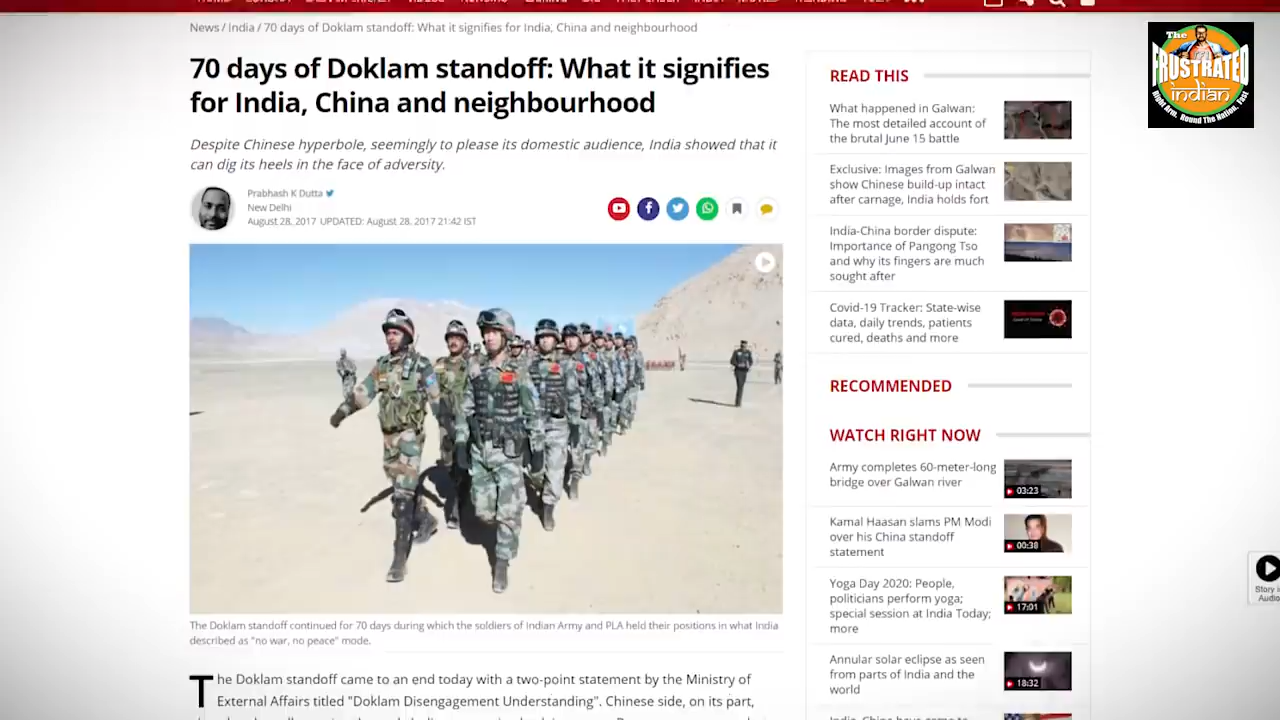 News / India / 70 days of Doklam standoff: What it signifies for India, China and neighbourhood
70 days of Doklam standoff: What it signifies
for India, China and neighbourhood
Despite Chinese hyperbole, seemingly to please its domestic audience, India showed that it
can dig its heels in the face of adversity.
Prabhash K Dutta
New Delhi
August 28, 2017 UPDATED: August 28, 2017 21:42 IST
The Doklam standoff continued for 70 days during which the soldiers of Indian Army and PLA held their positions in what India
described as "no war, no peace" mode.
The Doklam standoff came to an end today with a two-point statement by the Ministry of
External Affairs titled "Doklam Disengagement Understanding". Chinese side, on its part,
The
FRUSTRATED
indian
Right Arm, Round The Nation, Fast
READ THIS
What happened in Galwan:
The most detailed account of
the brutal June 15 battle
Exclusive: Images from Galwan
show Chinese build-up intact
after carnage, India holds fort
India-China border dispute:
Importance of Pangong Tso
and why its fingers are much
sought after
Covid-19 Tracker: State-wise
data, daily trends, patients
cured, deaths and more
RECOMMENDED
WATCH RIGHT NOW
Army completes 60-meter-long
bridge over Galwan river
03:23
Kamal Haasan slams PM Modi
over his China standoff
statement
00:38
Yoga Day 2020: People,
politicians perform yoga;
special session at India Today;
more
17:01
Annular solar eclipse as seen
from parts of India and the
world
18:32
Story in
Audio